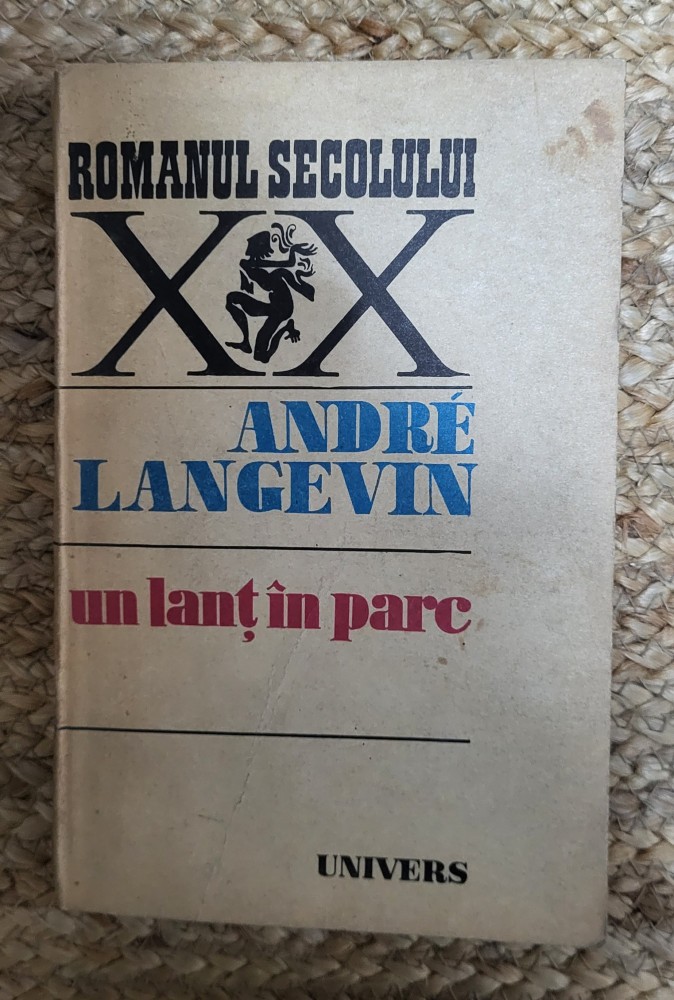 ROMANUL SECOLULUI
XX
ANDRÉ
LANGEVIN
un lanț în parc
UNIVERS